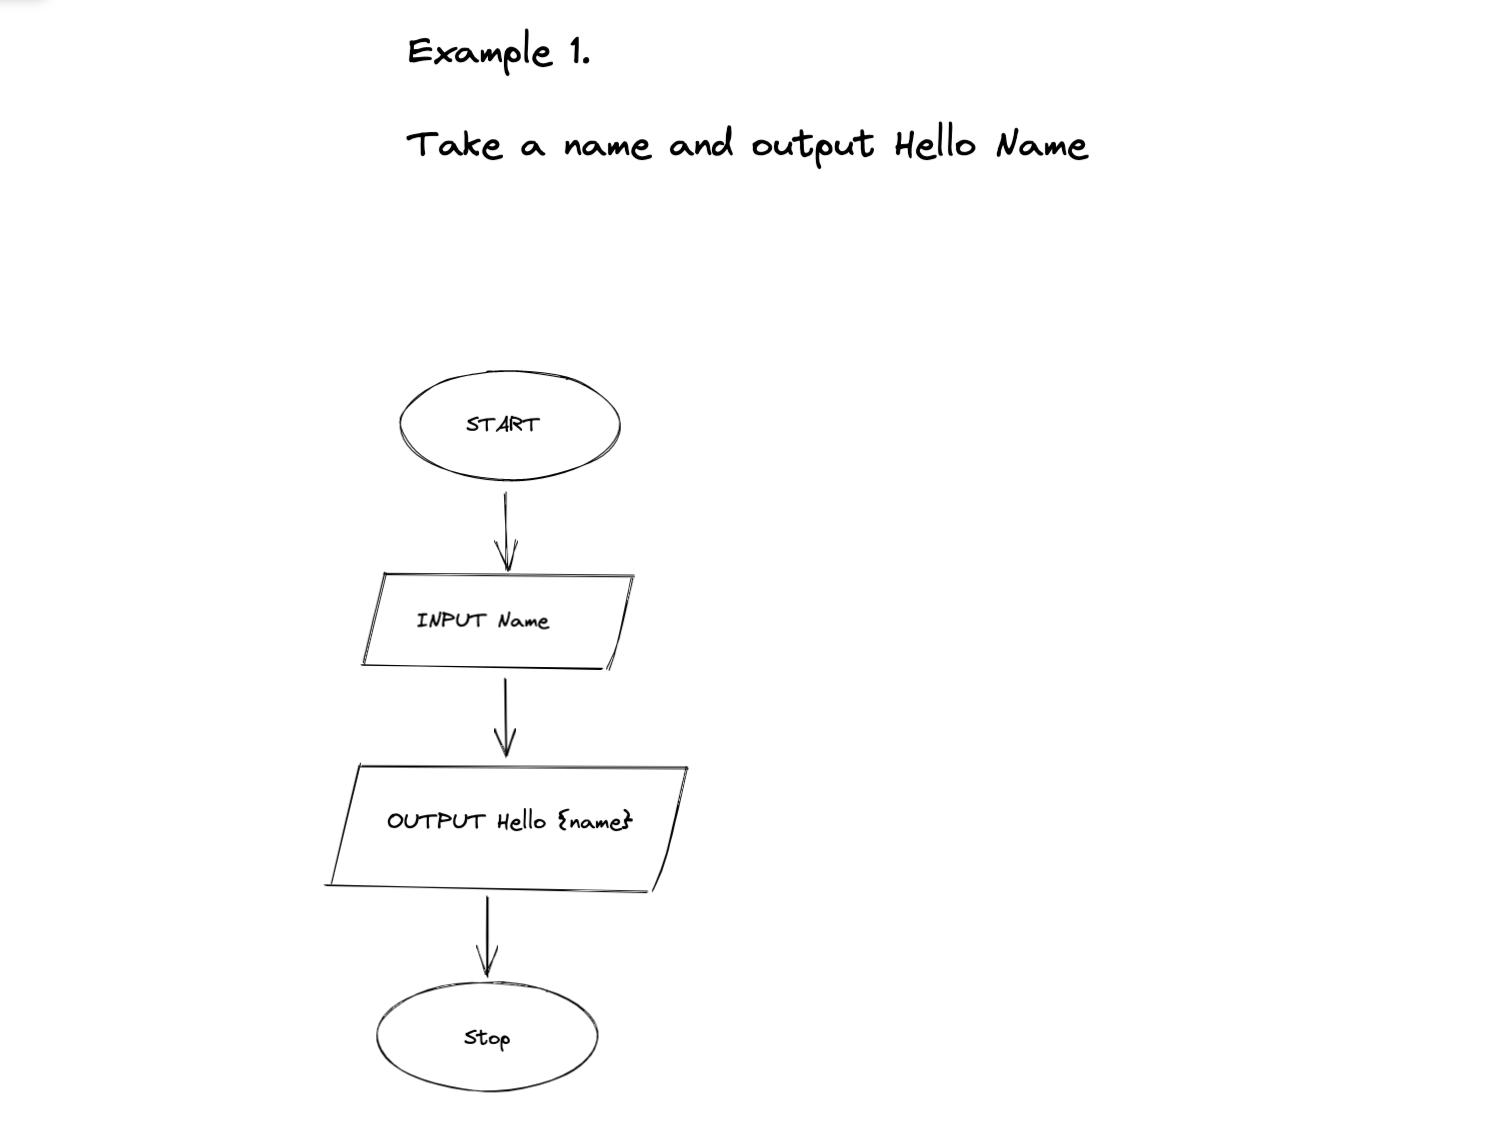 Example 1.
Take a name and output Hello Name
START
INPUT Name
OUTPUT Hello {name}
Stop